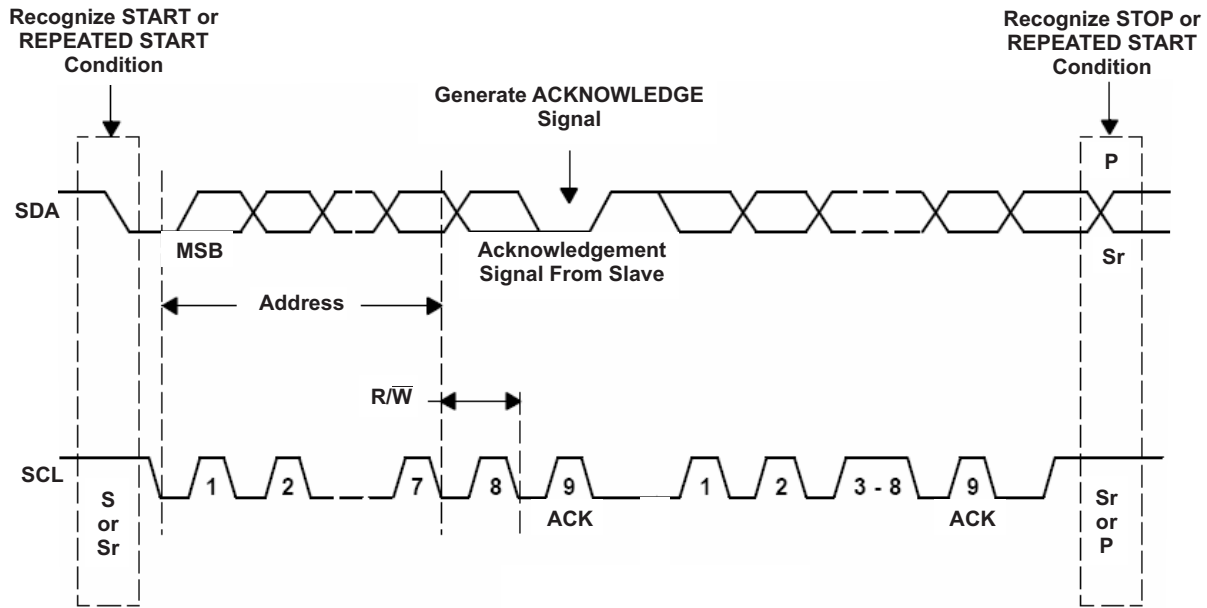 Recognize START or
REPEATED START
Condition
Recognize STOP or
REPEATED START
Condition
Generate ACKNOWLEDGE
Signal
P
SDA
MSB
Acknowledgement
Signal From Slave
Sr
Address
R/W̅
SCL
1
2
7
8
9
1
2
3 - 8
9
ACK
ACK
S
or
Sr
Sr
or
P